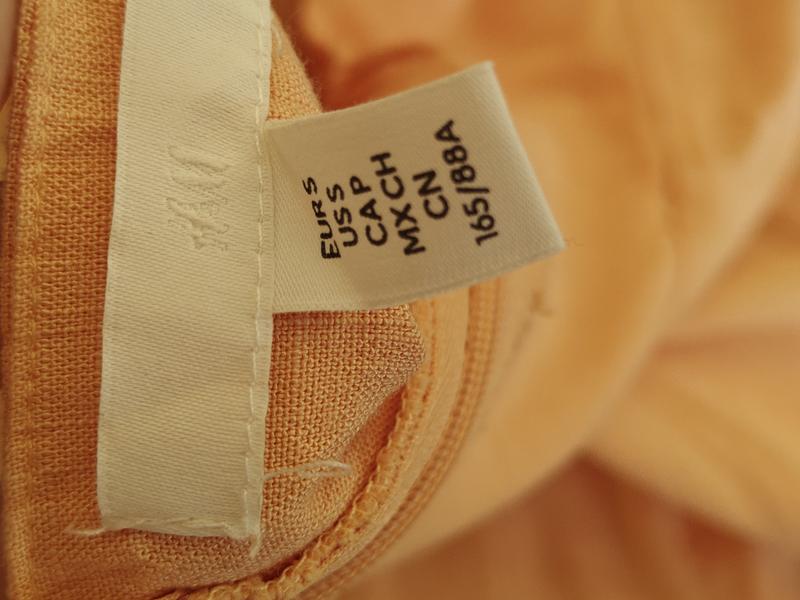 H&M
EUR S
US S
CA P
MX CH
CN
165/88A